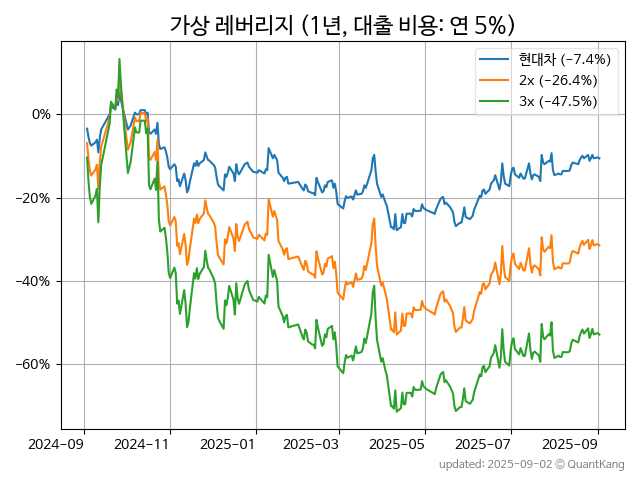 가상 레버리지 (1년, 대출 비용: 연 5%)
현대차 (−7.4%)
2x (−26.4%)
3x (−47.5%)
0%
−20%
−40%
−60%
2024−09 2024−11 2025−01 2025−03 2025−05 2025−07 2025−09
updated: 2025−09−02 © QuantKang